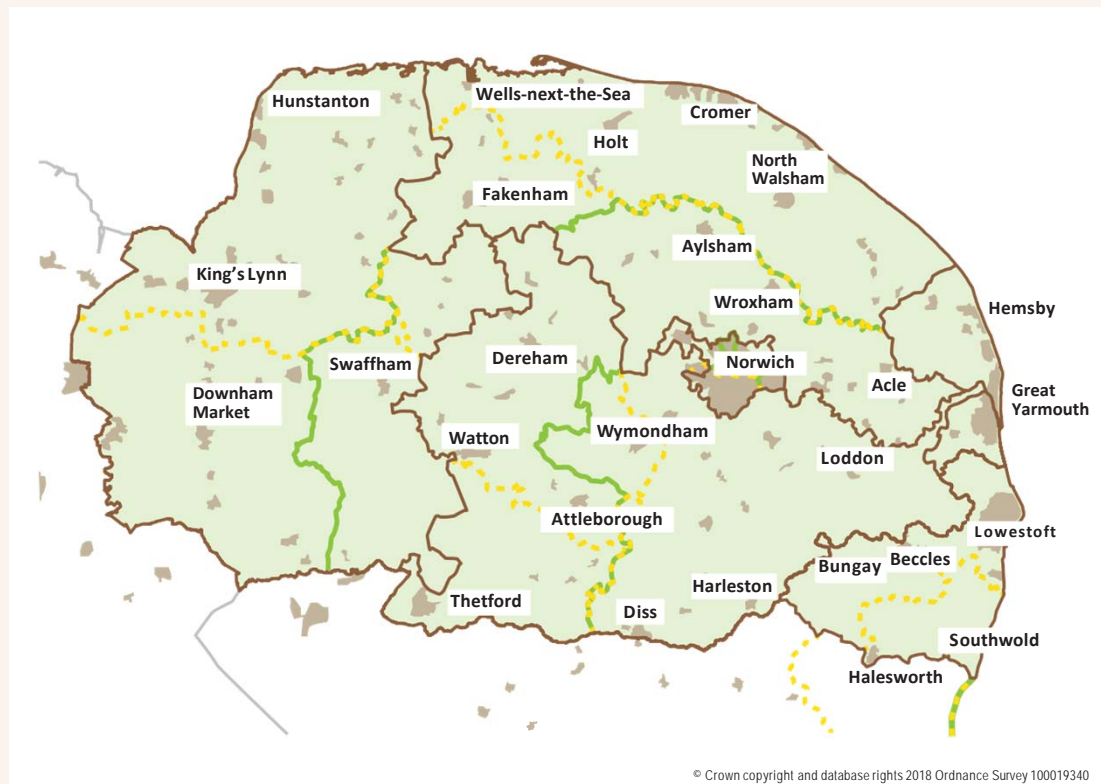 Hunstanton
Wells-next-the-Sea
Cromer
Holt
North
Walsham
Fakenham
Aylsham
King's Lynn
Wroxham
Hemsby
Swaffham
Dereham
Norwich
Acle
Downham
Market
Great
Yarmouth
Watton
Wymondham
Loddon
Attleborough
Lowestoft
Bungay
Beccles
Thetford
Harleston
Diss
Southwold
Halesworth
© Crown copyright and database rights 2018 Ordnance Survey 100019340